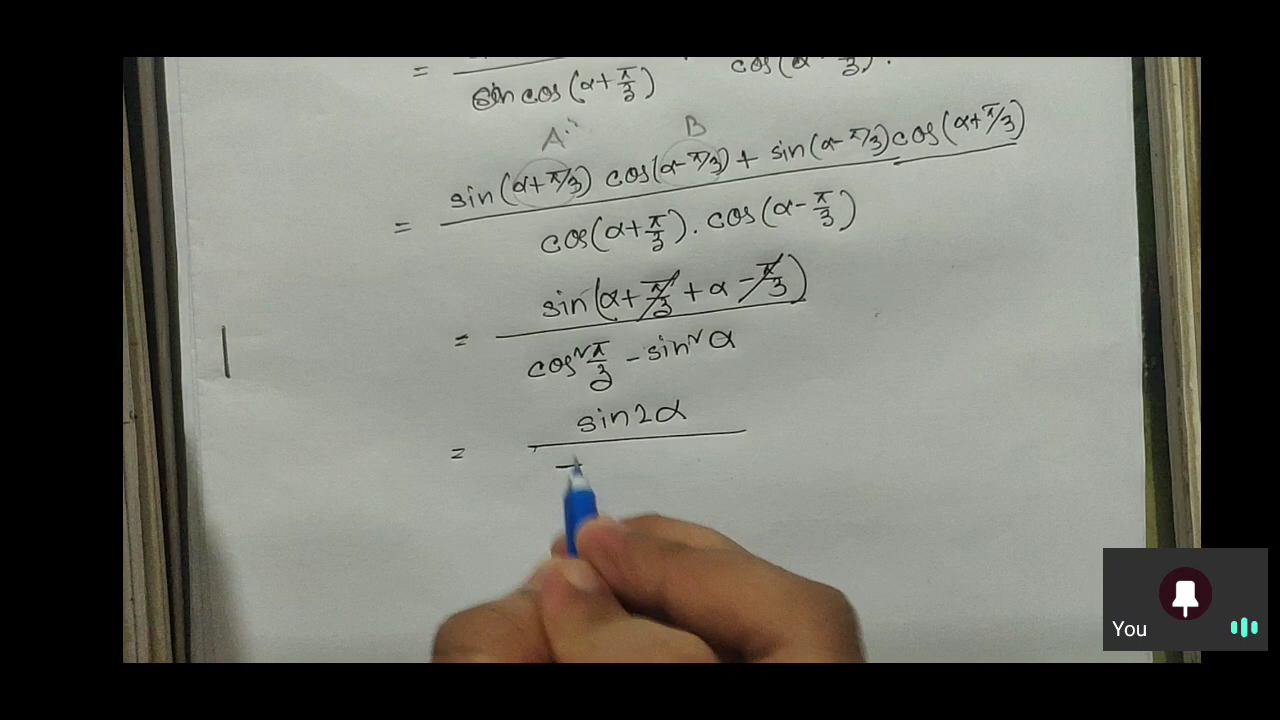 = sin cos (α + π/3) cos(α π/3).
A B
= sin(α+π/3) cos(α-π/3) + sin(α-π/3) cos(α+π/3) / cos(α+π/3). cos(α-π/3)
= sin(α+π/3+α-π/3) / cos²π/3 - sin²α
= sin2α
You